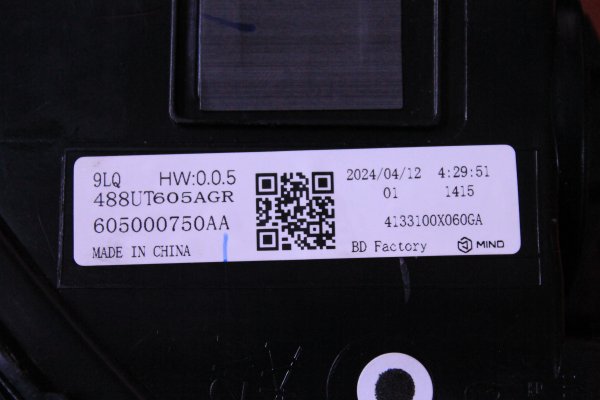 9LQ HW:0.0.5
488UT605AGR
605000750AA
MADE IN CHINA
2024/04/12 4:29:51
01 1415
4133100X060GA
BD Factory MIND